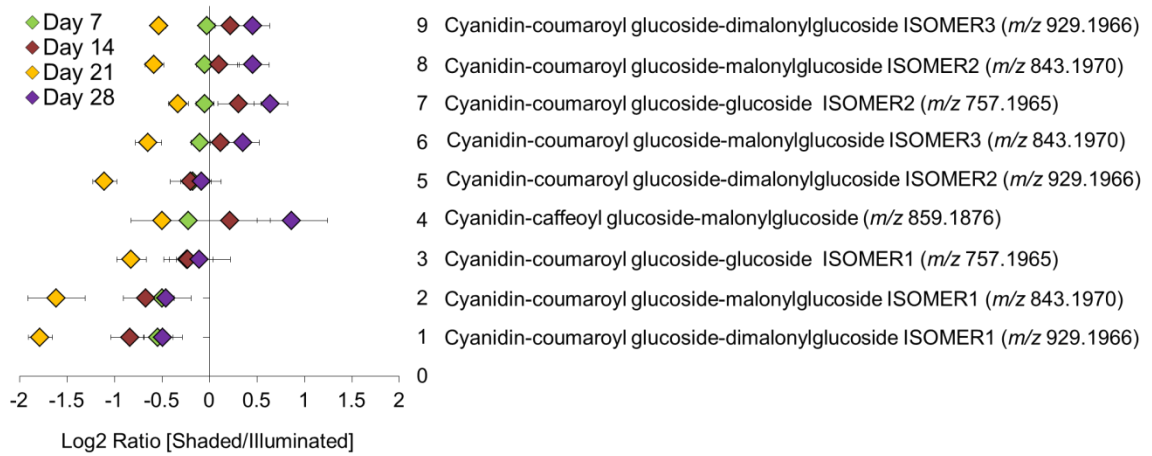 Day 7
Day 14
Day 21
Day 28
9 Cyanidin-coumaroyl glucoside-dimalonylglucoside ISOMER3 (m/z 929.1966)
8 Cyanidin-coumaroyl glucoside-malonylglucoside ISOMER2 (m/z 843.1970)
7 Cyanidin-coumaroyl glucoside-glucoside ISOMER2 (m/z 757.1965)
6 Cyanidin-coumaroyl glucoside-malonylglucoside ISOMER3 (m/z 843.1970)
5 Cyanidin-coumaroyl glucoside-dimalonylglucoside ISOMER2 (m/z 929.1966)
4 Cyanidin-caffeoyl glucoside-malonylglucoside (m/z 859.1876)
3 Cyanidin-coumaroyl glucoside-glucoside ISOMER1 (m/z 757.1965)
2 Cyanidin-coumaroyl glucoside-malonylglucoside ISOMER1 (m/z 843.1970)
1 Cyanidin-coumaroyl glucoside-dimalonylglucoside ISOMER1 (m/z 929.1966)
0
-2 -1.5 -1 -0.5 0 0.5 1 1.5 2
Log2 Ratio [Shaded/Illuminated]